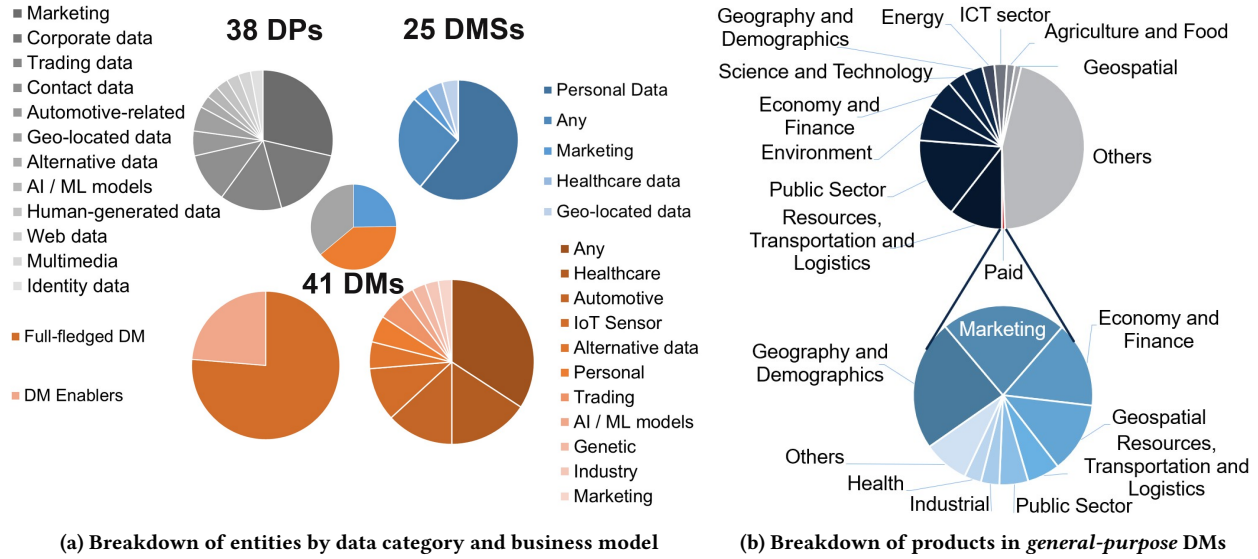 38 DPs
Marketing
Corporate data
Trading data
Contact data
Automotive-related
Geo-located data
Alternative data
AI / ML models
Human-generated data
Web data
Multimedia
Identity data
25 DMSs
Personal Data
Any
Marketing
Healthcare data
Geo-located data
41 DMs
Full-fledged DM
DM Enablers
Any
Healthcare
Automotive
IoT Sensor
Alternative data
Personal
Trading
AI / ML models
Genetic
Industry
Marketing
(a) Breakdown of entities by data category and business model
Geography and
Demographics
Energy
ICT sector
Agriculture and Food
Geospatial
Science and Technology
Economy and
Finance
Environment
Others
Public Sector
Resources,
Transportation and
Logistics
Paid
Marketing
Economy and
Finance
Geography and
Demographics
Geospatial
Resources,
Transportation and
Logistics
Others
Health
Industrial
Public Sector
(b) Breakdown of products in general-purpose DMs